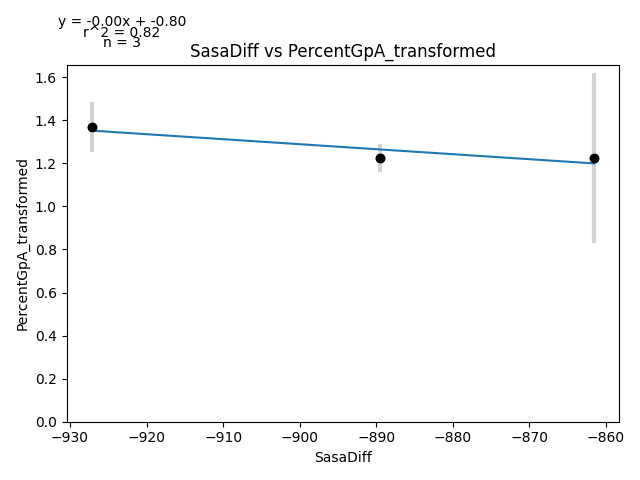 y = -0.00x + -0.80
r^2 = 0.82
n = 3
SasaDiff vs PercentGpA_transformed
1.6
1.4
1.2
1.0
0.8
0.6
0.4
0.2
0.0
PercentGpA_transformed
−930 −920 −910 −900 −890 −880 −870 −860
SasaDiff